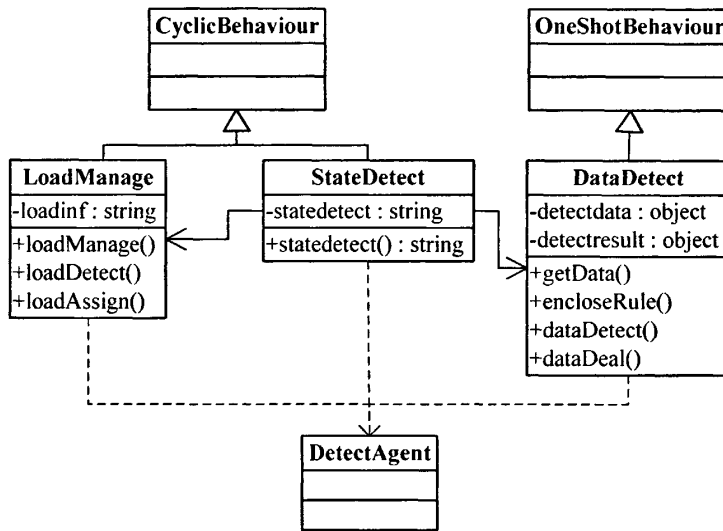 CyclicBehaviour
OneShotBehaviour
LoadManage
-loadinf : string
+loadManage()
+loadDetect()
+loadAssign()
StateDetect
-statedetect : string
+statedetect() : string
DataDetect
-detectdata : object
-detectresult : object
+getData()
+encloseRule()
+dataDetect()
+dataDeal()
DetectAgent